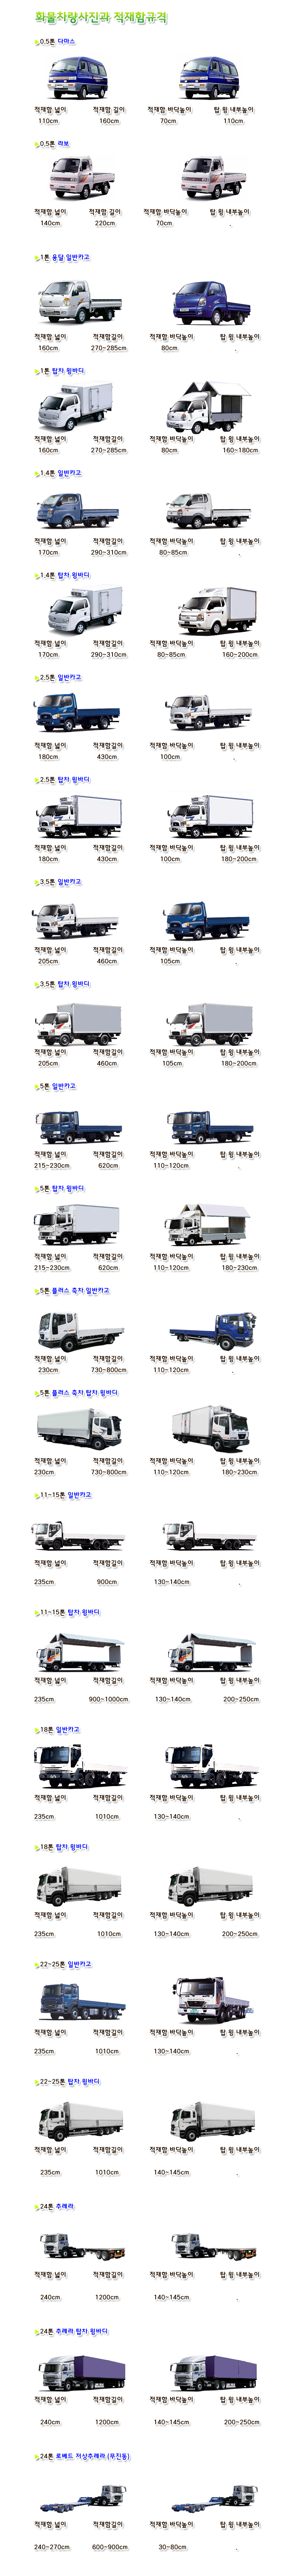 화물차량사진과 적재함규격
0.5톤 다마스
적재함.넓이. 적재함.길이. 적재함.바닥높이. 탑.윙.내부높이.
110cm. 160cm. 70cm. 110cm.
0.5톤 라보
적재함.넓이. 적재함.길이. 적재함.바닥높이. 탑.윙.내부높이.
140cm. 220cm. 70cm. .
1톤 용달.일반카고
적재함.넓이. 적재함길이. 적재함.바닥높이. 탑.윙.내부높이.
160cm. 270~285cm. 80cm. .
1톤 탑차.윙바디.
적재함.넓이. 적재함길이. 적재함.바닥높이. 탑.윙.내부높이.
160cm. 270~285cm. 80cm. 160~180cm.
1.4톤 일반카고
적재함.넓이. 적재함길이. 적재함.바닥높이. 탑.윙.내부높이.
170cm. 290~310cm. 80~85cm. .
1.4톤 탑차.윙바디.
적재함.넓이. 적재함길이. 적재함.바닥높이. 탑.윙.내부높이.
170cm. 290~310cm. 80~85cm. 160~200cm.
2.5톤 일반카고
적재함.넓이. 적재함길이. 적재함.바닥높이. 탑.윙.내부높이.
180cm. 430cm. 100cm. .
2.5톤 탑차.윙바디.
적재함.넓이. 적재함길이. 적재함.바닥높이. 탑.윙.내부높이.
180cm. 430cm. 100cm. 180~200cm.
3.5톤 일반카고
적재함.넓이. 적재함길이. 적재함.바닥높이. 탑.윙.내부높이.
205cm. 460cm. 105cm. .
3.5톤 탑차.윙바디.
적재함.넓이. 적재함길이. 적재함.바닥높이. 탑.윙.내부높이.
205cm. 460cm. 105cm. 180~200cm.
5톤 일반카고
적재함.넓이. 적재함길이. 적재함.바닥높이. 탑.윙.내부높이.
215~230cm. 620cm. 110~120cm. .
5톤 탑차.윙바디.
적재함.넓이. 적재함길이. 적재함.바닥높이. 탑.윙.내부높이.
215~230cm. 620cm. 110~120cm. 180~230cm.
5톤 플러스 축차.일반카고
적재함.넓이. 적재함길이. 적재함.바닥높이. 탑.윙.내부높이.
230cm. 730~800cm. 110~120cm. .
5톤 플러스 축차.탑차.윙바디.
적재함.넓이. 적재함길이. 적재함.바닥높이. 탑.윙.내부높이.
230cm. 730~800cm. 110~120cm. 180~230cm.
11~15톤 일반카고
적재함.넓이. 적재함길이. 적재함.바닥높이. 탑.윙.내부높이.
235cm. 900cm. 130~140cm. .
11~15톤 탑차.윙바디.
적재함.넓이. 적재함길이. 적재함.바닥높이. 탑.윙.내부높이.
235cm. 900~1000cm. 130~140cm. 200~250cm.
18톤 일반카고
적재함.넓이. 적재함길이. 적재함.바닥높이. 탑.윙.내부높이.
235cm. 1010cm. 130~140cm. .
18톤 탑차.윙바디.
적재함.넓이. 적재함길이. 적재함.바닥높이. 탑.윙.내부높이.
235cm. 1010cm. 130~140cm. 200~250cm.
22~25톤 일반카고
적재함.넓이. 적재함길이. 적재함.바닥높이. 탑.윙.내부높이.
235cm. 1010cm. 130~140cm. .
22~25톤 탑차.윙바디.
적재함.넓이. 적재함길이. 적재함.바닥높이. 탑.윙.내부높이.
235cm. 1010cm. 140~145cm. .
24톤 추레라.
적재함.넓이. 적재함길이. 적재함.바닥높이. 탑.윙.내부높이.
240cm. 1200cm. 140~145cm. .
24톤 추레라.탑차.윙바디.
적재함.넓이. 적재함길이. 적재함.바닥높이. 탑.윙.내부높이.
240cm. 1200cm. 140~145cm. 200~250cm.
24톤 로베드 저상추레라.(무진동).
적재함.넓이. 적재함길이. 적재함.바닥높이. 탑.윙.내부높이.
240~270cm. 600~900cm. 30~80cm. .